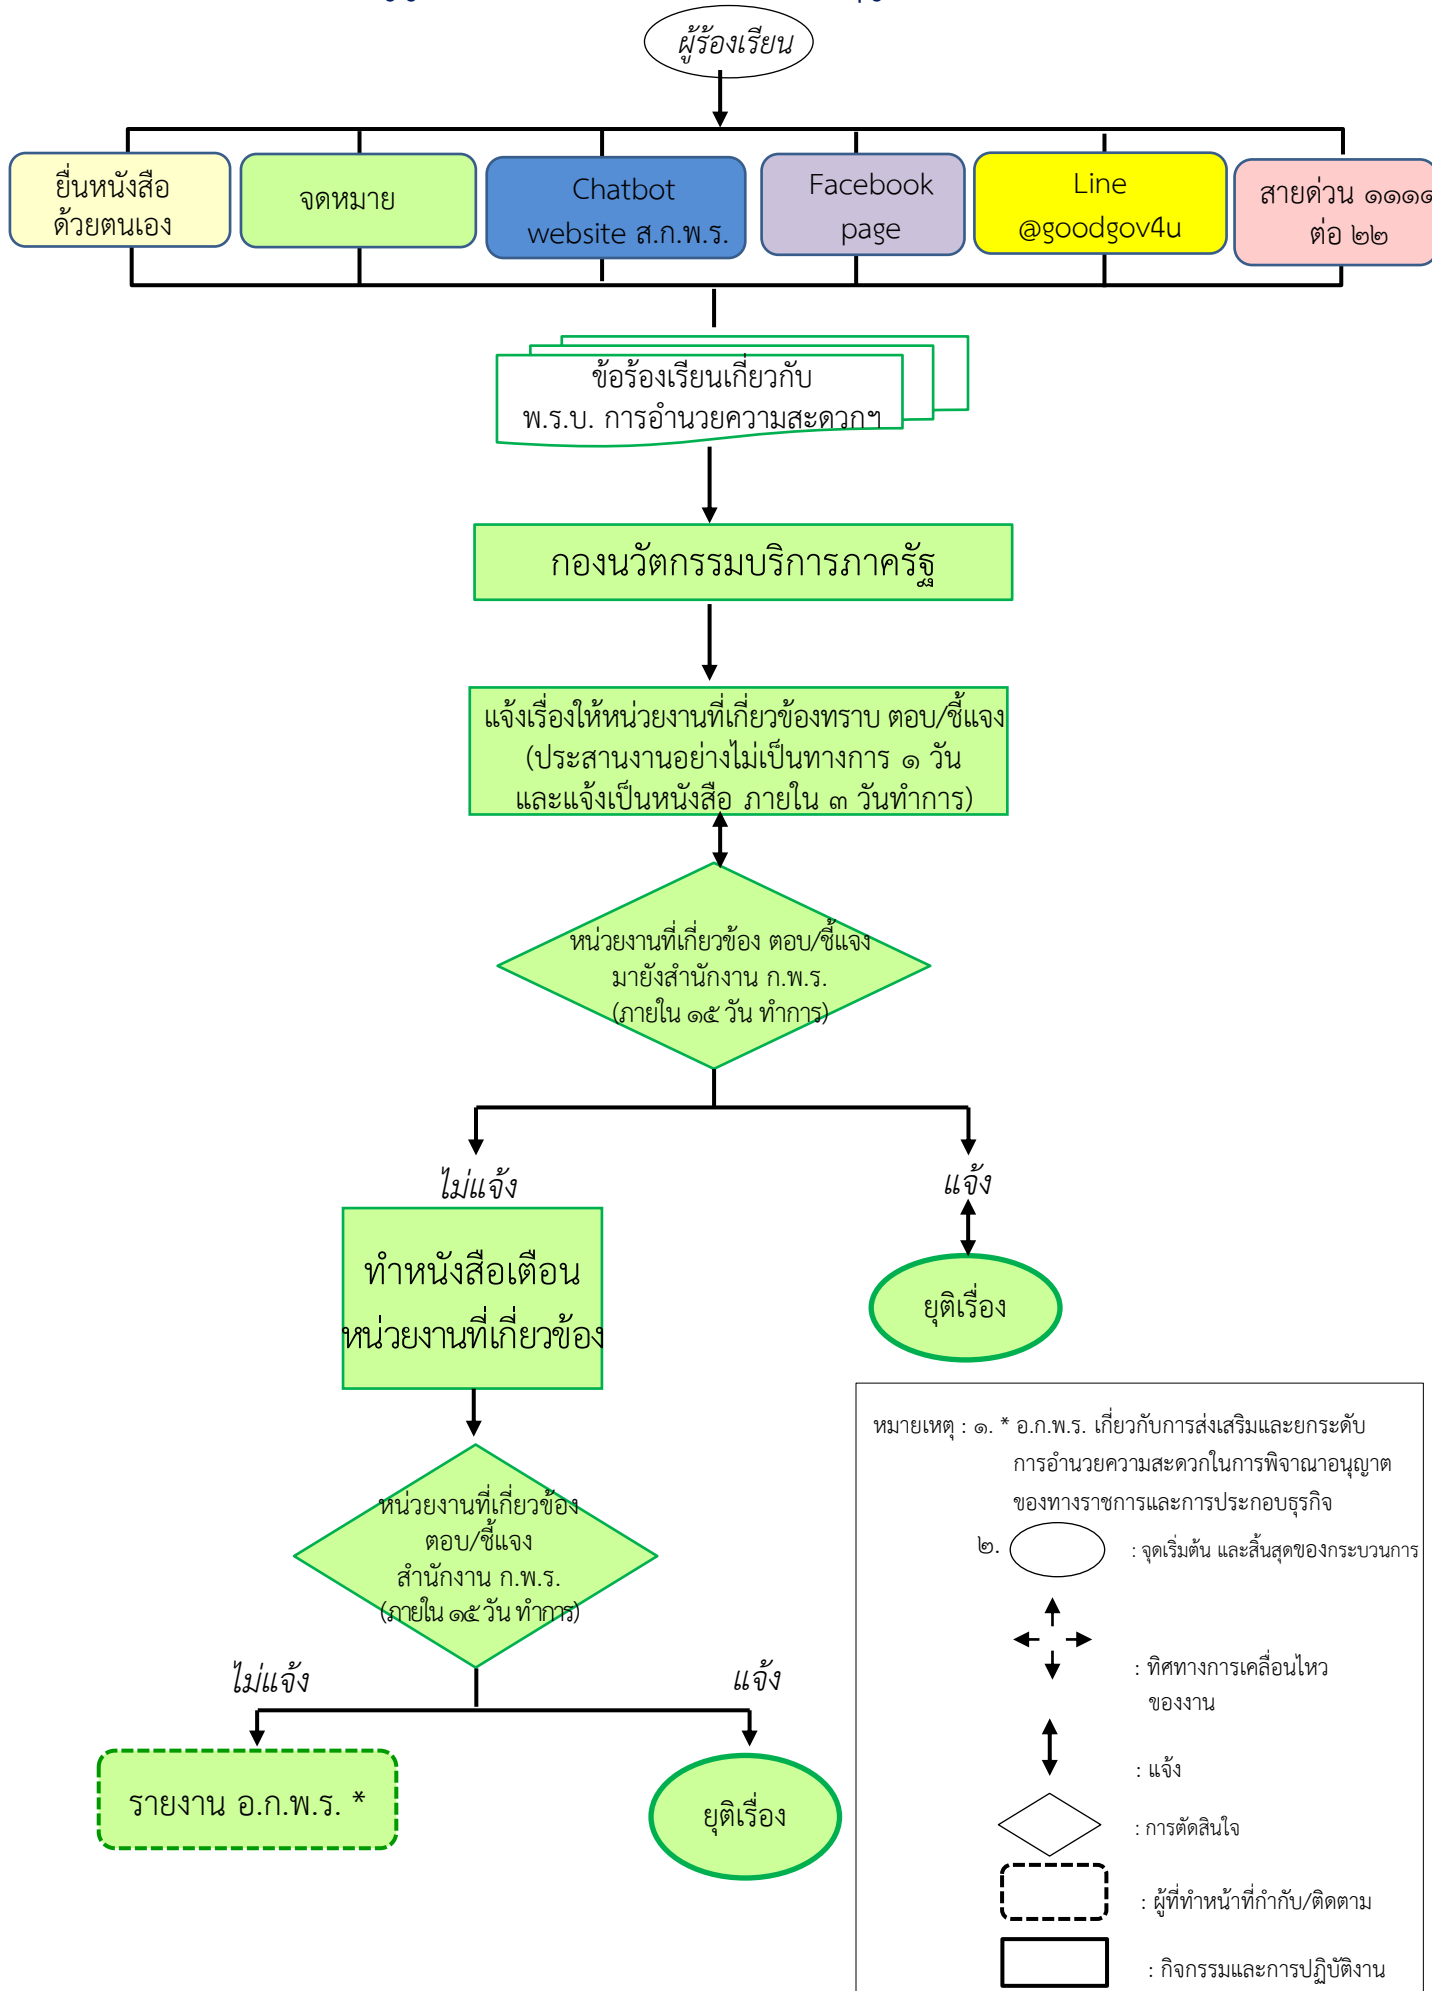 ผู้ร้องเรียน
ยื่นหนังสือ
ด้วยตนเอง
จดหมาย
Chatbot
website ส.ก.พ.ร.
Facebook
page
Line
@goodgov4u
สายด่วน ๑๑๑๑
ต่อ ๒๒
ข้อร้องเรียนเกี่ยวกับ
พ.ร.บ. การอำนวยความสะดวกฯ
กองนวัตกรรมบริการภาครัฐ
แจ้งเรื่องให้หน่วยงานที่เกี่ยวข้องทราบ ตอบ/ชี้แจง
(ประสานงานอย่างไม่เป็นทางการ ๑ วัน
และแจ้งเป็นหนังสือ ภายใน ๓ วันทำการ)
หน่วยงานที่เกี่ยวข้อง ตอบ/ชี้แจง
มายังสำนักงาน ก.พ.ร.
(ภายใน ๑๕ วัน ทำการ)
ไม่แจ้ง
แจ้ง
ทำหนังสือเตือน
หน่วยงานที่เกี่ยวข้อง
ยุติเรื่อง
หน่วยงานที่เกี่ยวข้อง
ตอบ/ชี้แจง
สำนักงาน ก.พ.ร.
(ภายใน ๑๕ วัน ทำการ)
ไม่แจ้ง
แจ้ง
รายงาน อ.ก.พ.ร. *
ยุติเรื่อง
หมายเหตุ : ๑. * อ.ก.พ.ร. เกี่ยวกับการส่งเสริมและยกระดับ
การอำนวยความสะดวกในการพิจาณาอนุญาต
ของทางราชการและการประกอบธุรกิจ
๒.
: จุดเริ่มต้น และสิ้นสุดของกระบวนการ
: ทิศทางการเคลื่อนไหว
ของงาน
: แจ้ง
: การตัดสินใจ
: ผู้ที่ทำหน้าที่กำกับ/ติดตาม
: กิจกรรมและการปฏิบัติงาน